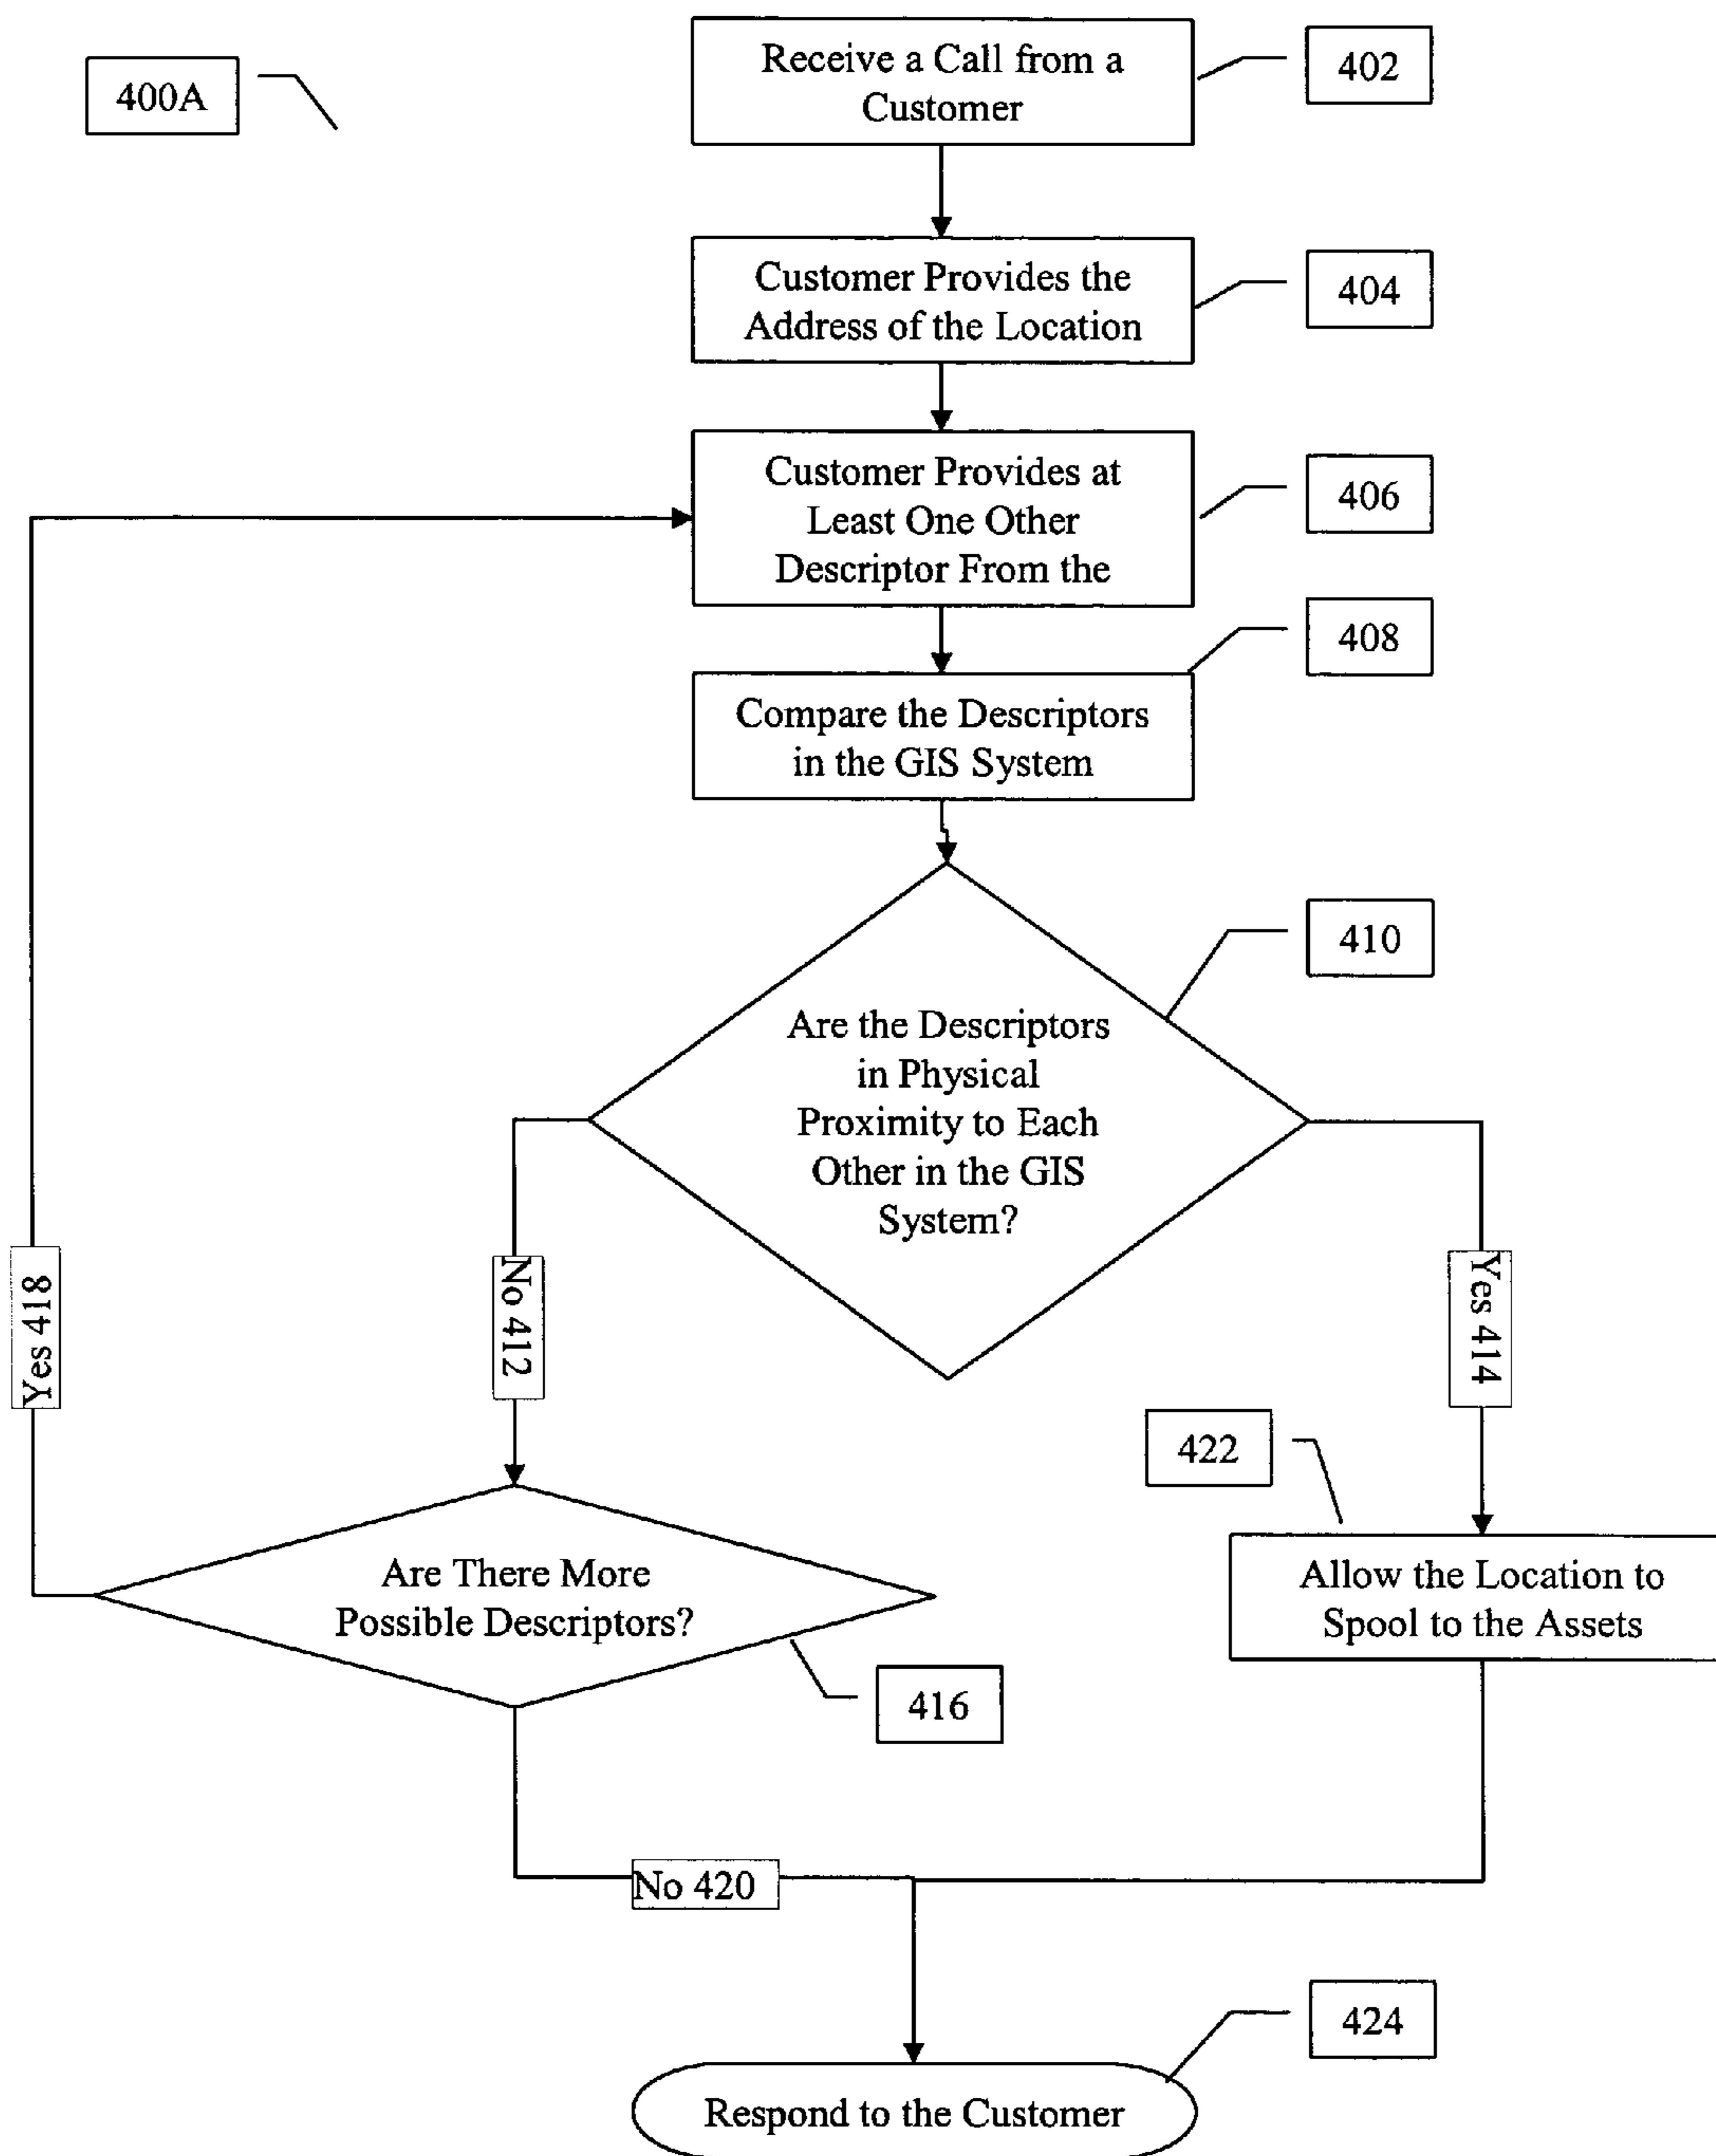 400A
Receive a Call from a
Customer
402
Customer Provides the
Address of the Location
404
Customer Provides at
Least One Other
Descriptor From the
406
408
Compare the Descriptors
in the GIS System
410
Are the Descriptors
in Physical
Proximity to Each
Other in the GIS
System?
Yes 418
No 412
Yes 414
422
Are There More
Possible Descriptors?
Allow the Location to
Spool to the Assets
416
No 420
424
Respond to the Customer